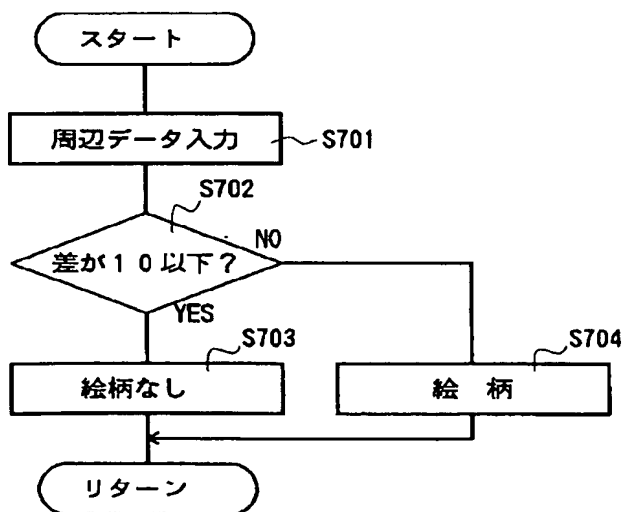 スタート
周辺データ入力
S701
S702
差が10以下?
NO
YES
S703
S704
絵柄なし
絵 柄
リターン